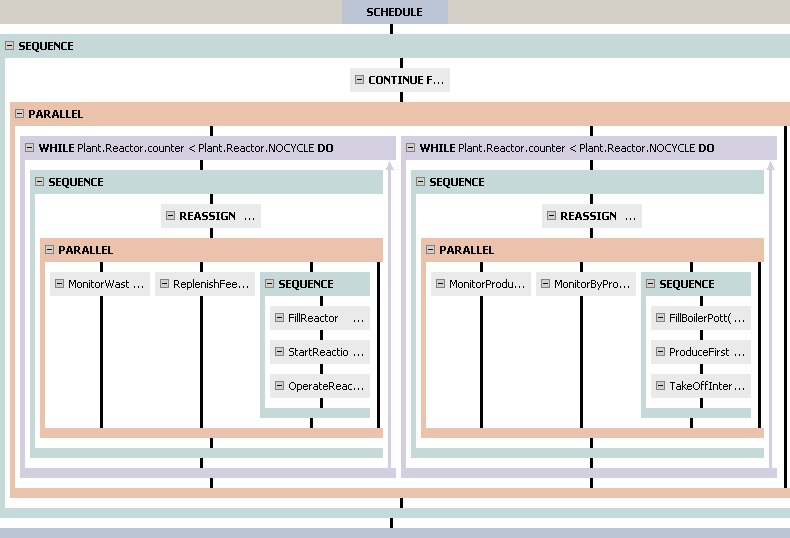 SCHEDULE
SEQUENCE
CONTINUE F...
PARALLEL
WHILE Plant.Reactor.counter < Plant.Reactor.NOCYCLE DO
SEQUENCE
REASSIGN ...
PARALLEL
MonitorWast ...
ReplenishFee...
SEQUENCE
FillReactor ...
StartReactio ...
OperateReac...
WHILE Plant.Reactor.counter < Plant.Reactor.NOCYCLE DO
SEQUENCE
REASSIGN ...
PARALLEL
MonitorProdu...
MonitorByPro...
SEQUENCE
FillBoilerPott( ...
ProduceFirst ...
TakeOffInter...